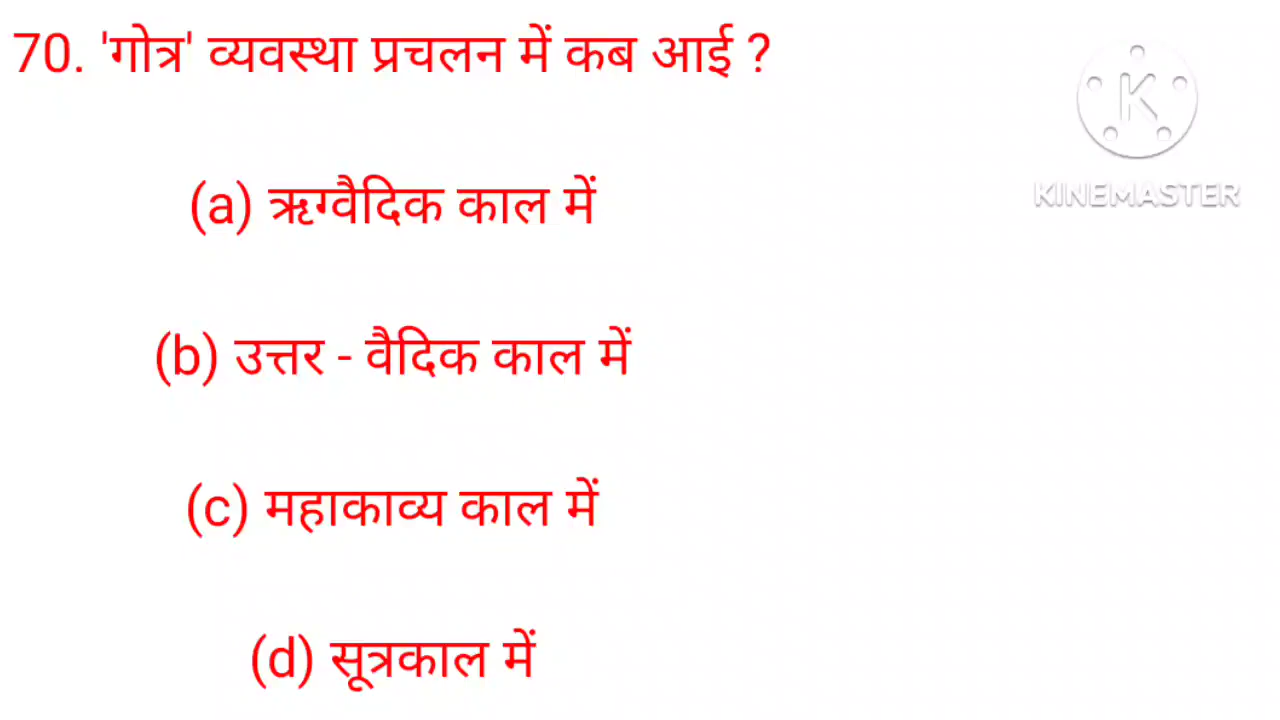 70. 'गोत्र' व्यवस्था प्रचलन में कब आई ?
(a) ऋग्वैदिक काल में
(b) उत्तर - वैदिक काल में
(c) महाकाव्य काल में
(d) सूत्रकाल में
K
KINEMASTER